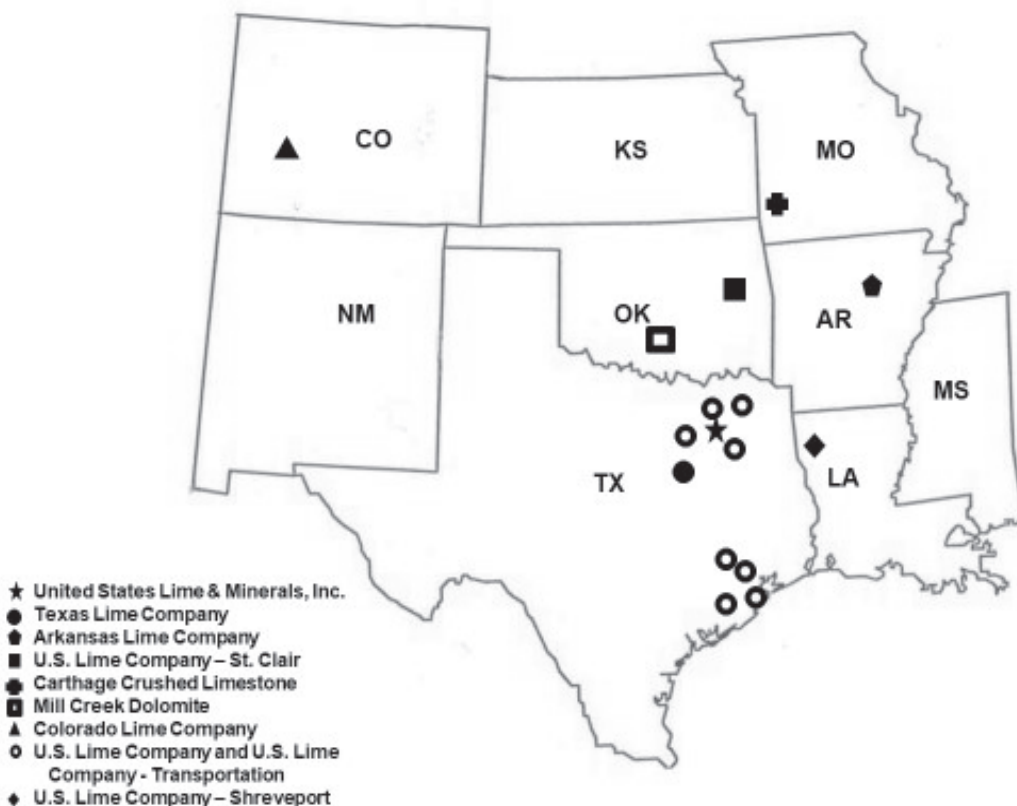 CO
KS
MO
NM
OK
AR
MS
TX
LA
United States Lime & Minerals, Inc.
Texas Lime Company
Arkansas Lime Company
U.S. Lime Company – St. Clair
Carthage Crushed Limestone
Mill Creek Dolomite
Colorado Lime Company
U.S. Lime Company and U.S. Lime
Company - Transportation
U.S. Lime Company – Shreveport